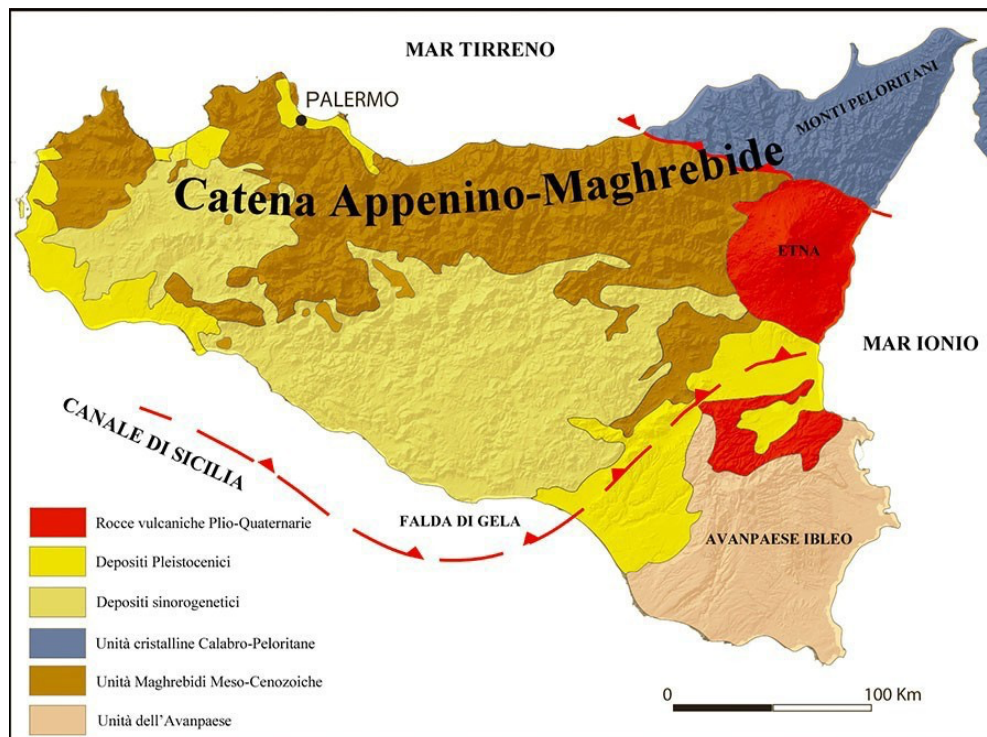 MAR TIRRENO
PALERMO
MONTI PELORITANI
Catena Appenino-Maghrebide
ETNA
MAR IONIO
CANALE DI SICILIA
FALDA DI GELA
AVANPAESE IBLEO
Rocce vulcaniche Plio-Quaternarie
Depositi Pleistocenici
Depositi sinorogenetici
Unità cristalline Calabro-Peloritane
Unità Maghrebidi Meso-Cenozoiche
Unità dell'Avanpaese
0 100 Km